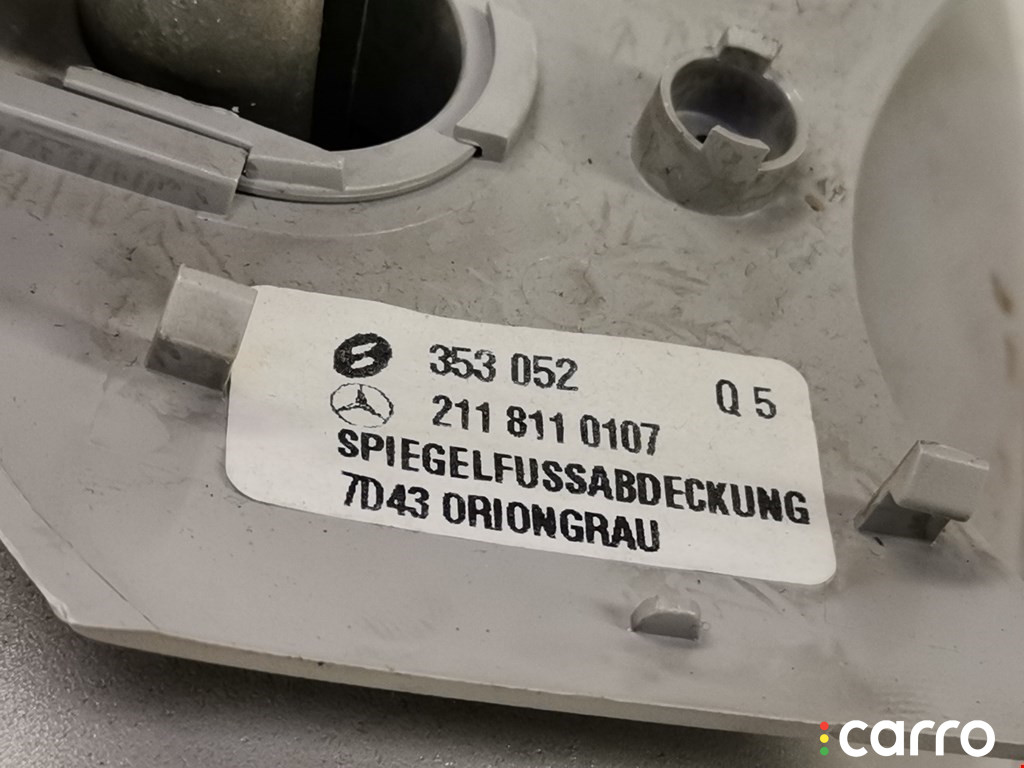 353 052
Q 5
211 811 0107
SPIEGELFUSSABDECKUNG
7D43 ORIONGRAU
carro